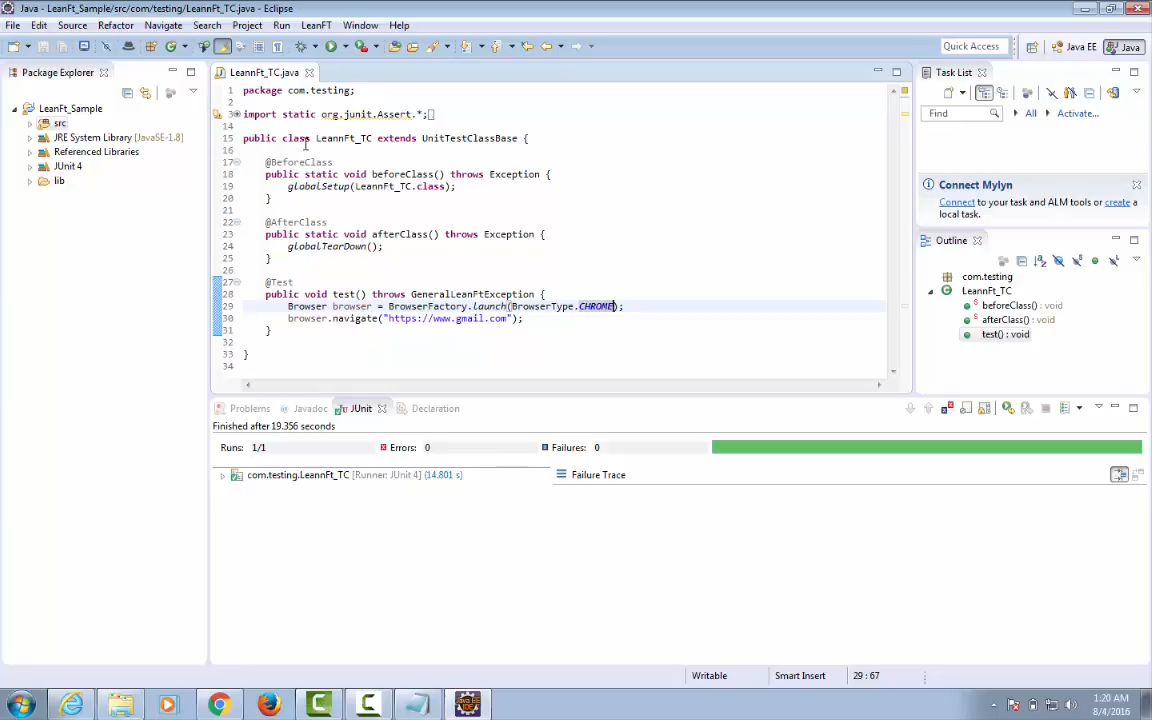 Java - LeanFt_Sample/src/com/testing/LeannFt_TC.java - Eclipse
File Edit Source Refactor Navigate Search Project Run LeanFT Window Help
Quick Access
Java EE
Java
Package Explorer
LeanFt_Sample
src
JRE System Library [JavaSE-1.8]
Referenced Libraries
JUnit 4
lib
LeannFt_TC.java
1 package com.testing;
2
3 import static org.junit.Assert.*;
14
15 public class LeannFt_TC extends UnitTestClassBase {
16
17 @BeforeClass
18 public static void beforeClass() throws Exception {
19 globalSetup(LeannFt_TC.class);
20 }
21
22 @AfterClass
23 public static void afterClass() throws Exception {
24 globalTearDown();
25 }
26
27 @Test
28 public void test() throws GeneralLeanFtException {
29 Browser browser = BrowserFactory.launch(BrowserType.CHROME);
30 browser.navigate("https://www.gmail.com");
31 }
32
33 }
34
Task List
Find
All
Activate...
Connect Mylyn
Connect to your task and ALM tools or create a
local task.
Outline
com.testing
LeannFt_TC
beforeClass() : void
afterClass() : void
test() : void
Problems
Javadoc
JUnit
Declaration
Finished after 19.356 seconds
Runs: 1/1
Errors: 0
Failures: 0
com.testing.LeannFt_TC [Runner: JUnit 4] (14.801 s)
Failure Trace
Writable
Smart Insert
29 : 67
1:20 AM
8/4/2016